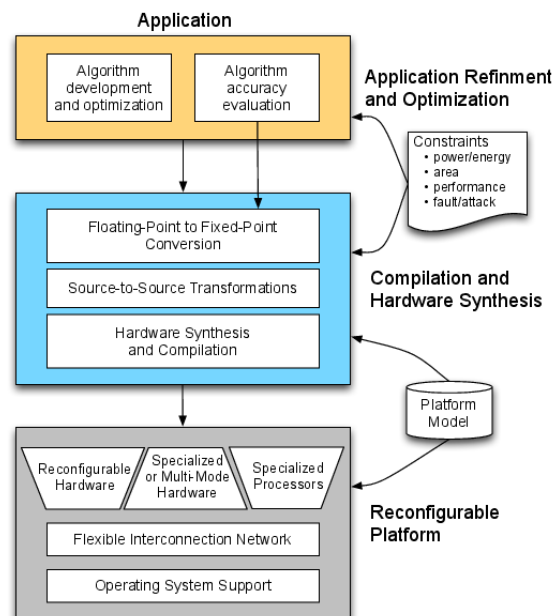 Application
Algorithm
development
and optimization
Algorithm
accuracy
evaluation
Application Refinment
and Optimization
Constraints
• power/energy
• area
• performance
• fault/attack
Floating-Point to Fixed-Point
Conversion
Source-to-Source Transformations
Hardware Synthesis
and Compilation
Compilation and
Hardware Synthesis
Platform
Model
Reconfigurable
Hardware
Specialized
or Multi-Mode
Hardware
Specialized
Processors
Flexible Interconnection Network
Operating System Support
Reconfigurable
Platform